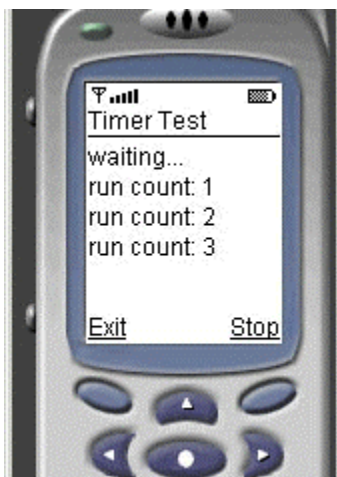 Timer Test
waiting...
run count: 1
run count: 2
run count: 3
Exit Stop